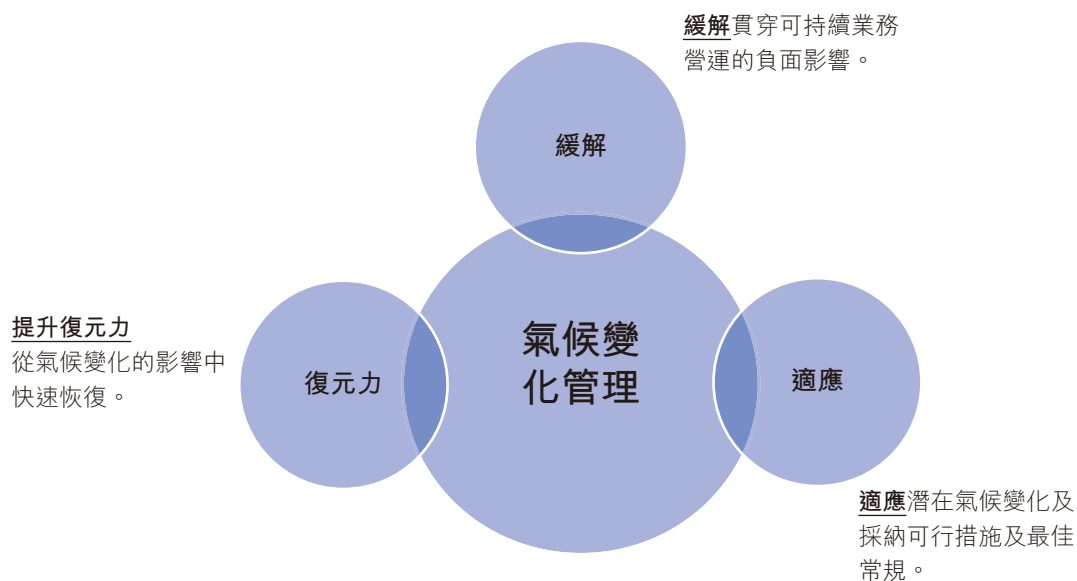 緩解貫穿可持續業務
營運的負面影響。
緩解
氣候變
化管理
提升復元力
從氣候變化的影響中
快速恢復。
復元力
適應
適應潛在氣候變化及
採納可行措施及最佳
常規。